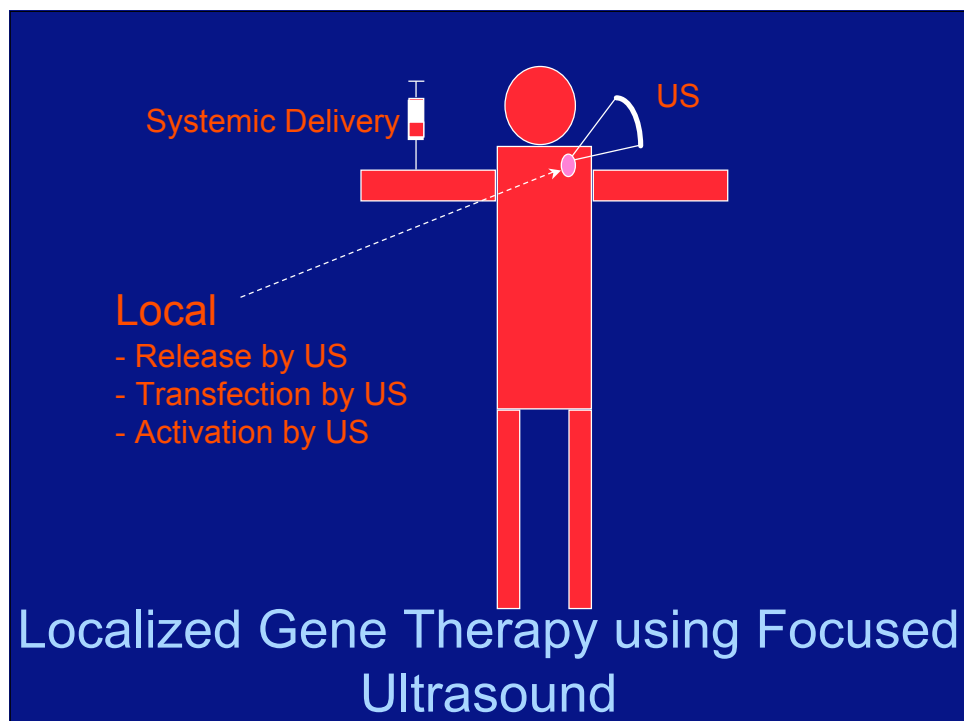 Systemic Delivery
US
Local
- Release by US
- Transfection by US
- Activation by US
Localized Gene Therapy using Focused
Ultrasound